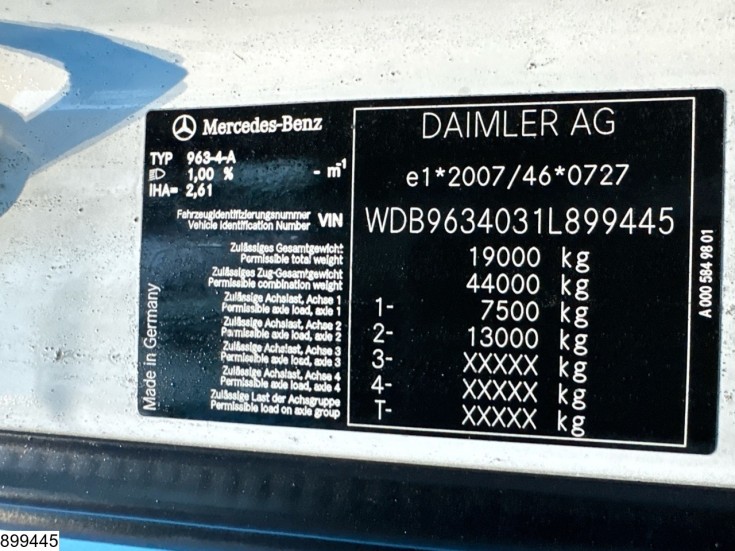 Mercedes-Benz
DAIMLER AG
TYP 963-4-A
1,00 % - m-1
IHA= 2,61
e1*2007/46*0727
Fahrzeugidentifizierungsnummer
Vehicle Identification Number VIN WDB9634031L899445
Zulässiges Gesamtgewicht
Permissible total weight 19000 kg
Zulässiges Zug-Gesamtgewicht
Permissible combination weight 44000 kg
Zulässige Achslast, Achse 1
Permissible axle load, axle 1 1- 7500 kg
Zulässige Achslast, Achse 2
Permissible axle load, axle 2 2- 13000 kg
Zulässige Achslast, Achse 3
Permissible axle load, axle 3 3- XXXXX kg
Zulässige Achslast, Achse 4
Permissible axle load, axle 4 4- XXXXX kg
Zulässige Last der Achsgruppe
Permissible load on axle group T- XXXXX kg
Made in Germany
A 000 584 98 01
899445